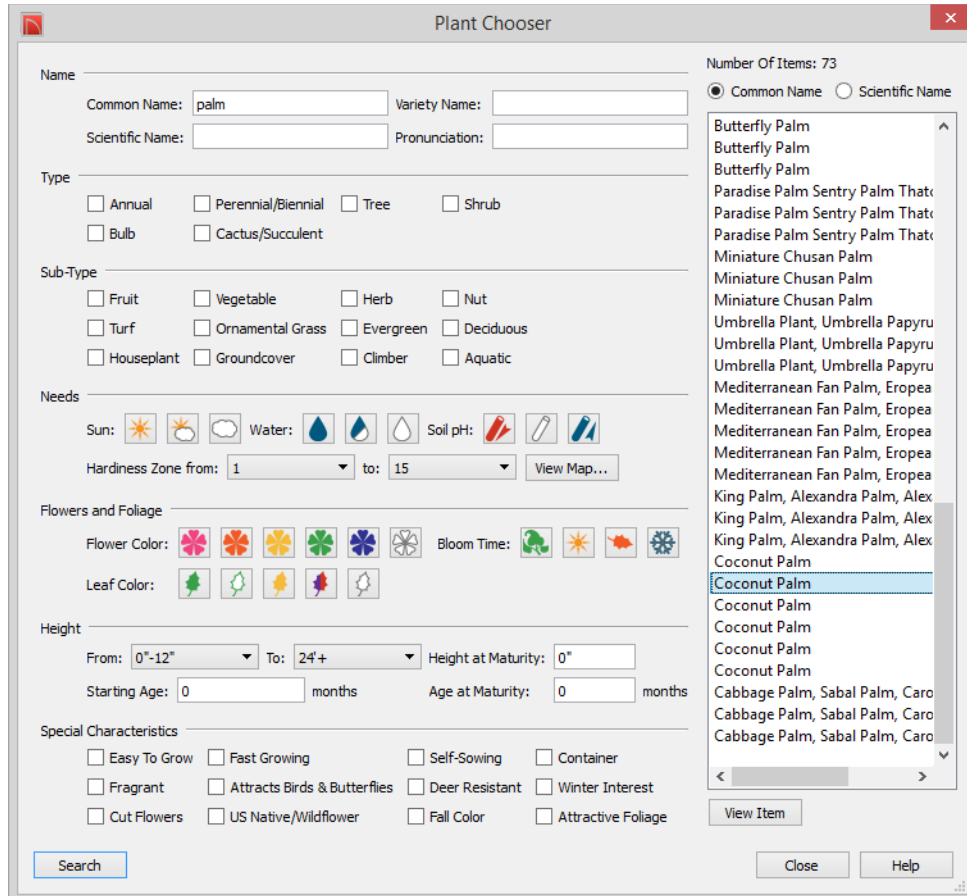 Plant Chooser
Name
Common Name: palm Variety Name:
Scientific Name: Pronunciation:
Type
Annual Perennial/Biennial Tree Shrub
Bulb Cactus/Succulent
Sub-Type
Fruit Vegetable Herb Nut
Turf Ornamental Grass Evergreen Deciduous
Houseplant Groundcover Climber Aquatic
Needs
Sun: Water: Soil pH:
Hardiness Zone from: 1 to: 15 View Map...
Flowers and Foliage
Flower Color: Bloom Time:
Leaf Color:
Height
From: 0"-12" To: 24'+ Height at Maturity: 0"
Starting Age: 0 months Age at Maturity: 0 months
Special Characteristics
Easy To Grow Fast Growing Self-Sowing Container
Fragrant Attracts Birds & Butterflies Deer Resistant Winter Interest
Cut Flowers US Native/Wildflower Fall Color Attractive Foliage
Search
Number Of Items: 73
Common Name Scientific Name
Butterfly Palm
Butterfly Palm
Butterfly Palm
Paradise Palm Sentry Palm Thatc
Paradise Palm Sentry Palm Thatc
Paradise Palm Sentry Palm Thatc
Miniature Chusan Palm
Miniature Chusan Palm
Miniature Chusan Palm
Umbrella Plant, Umbrella Papyru
Umbrella Plant, Umbrella Papyru
Umbrella Plant, Umbrella Papyru
Mediterranean Fan Palm, Eropea
Mediterranean Fan Palm, Eropea
Mediterranean Fan Palm, Eropea
Mediterranean Fan Palm, Eropea
Mediterranean Fan Palm, Eropea
King Palm, Alexandra Palm, Alex
King Palm, Alexandra Palm, Alex
King Palm, Alexandra Palm, Alex
Coconut Palm
Coconut Palm
Coconut Palm
Coconut Palm
Coconut Palm
Coconut Palm
Cabbage Palm, Sabal Palm, Caro
Cabbage Palm, Sabal Palm, Caro
Cabbage Palm, Sabal Palm, Caro
View Item
Close Help